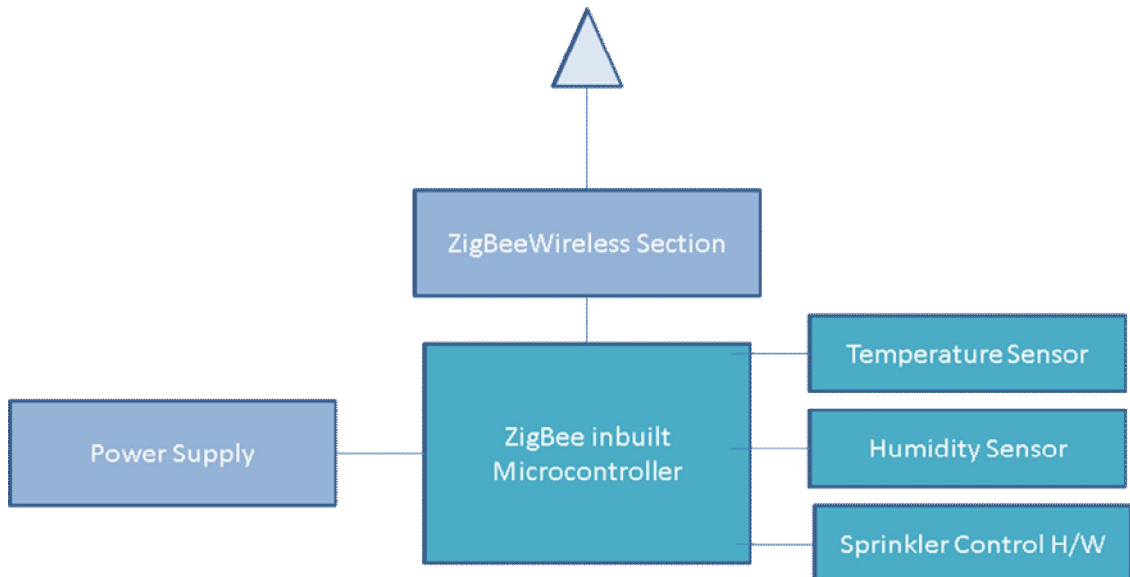 ZigBeeWireless Section
Temperature Sensor
Power Supply
ZigBee inbuilt
Microcontroller
Humidity Sensor
Sprinkler Control H/W